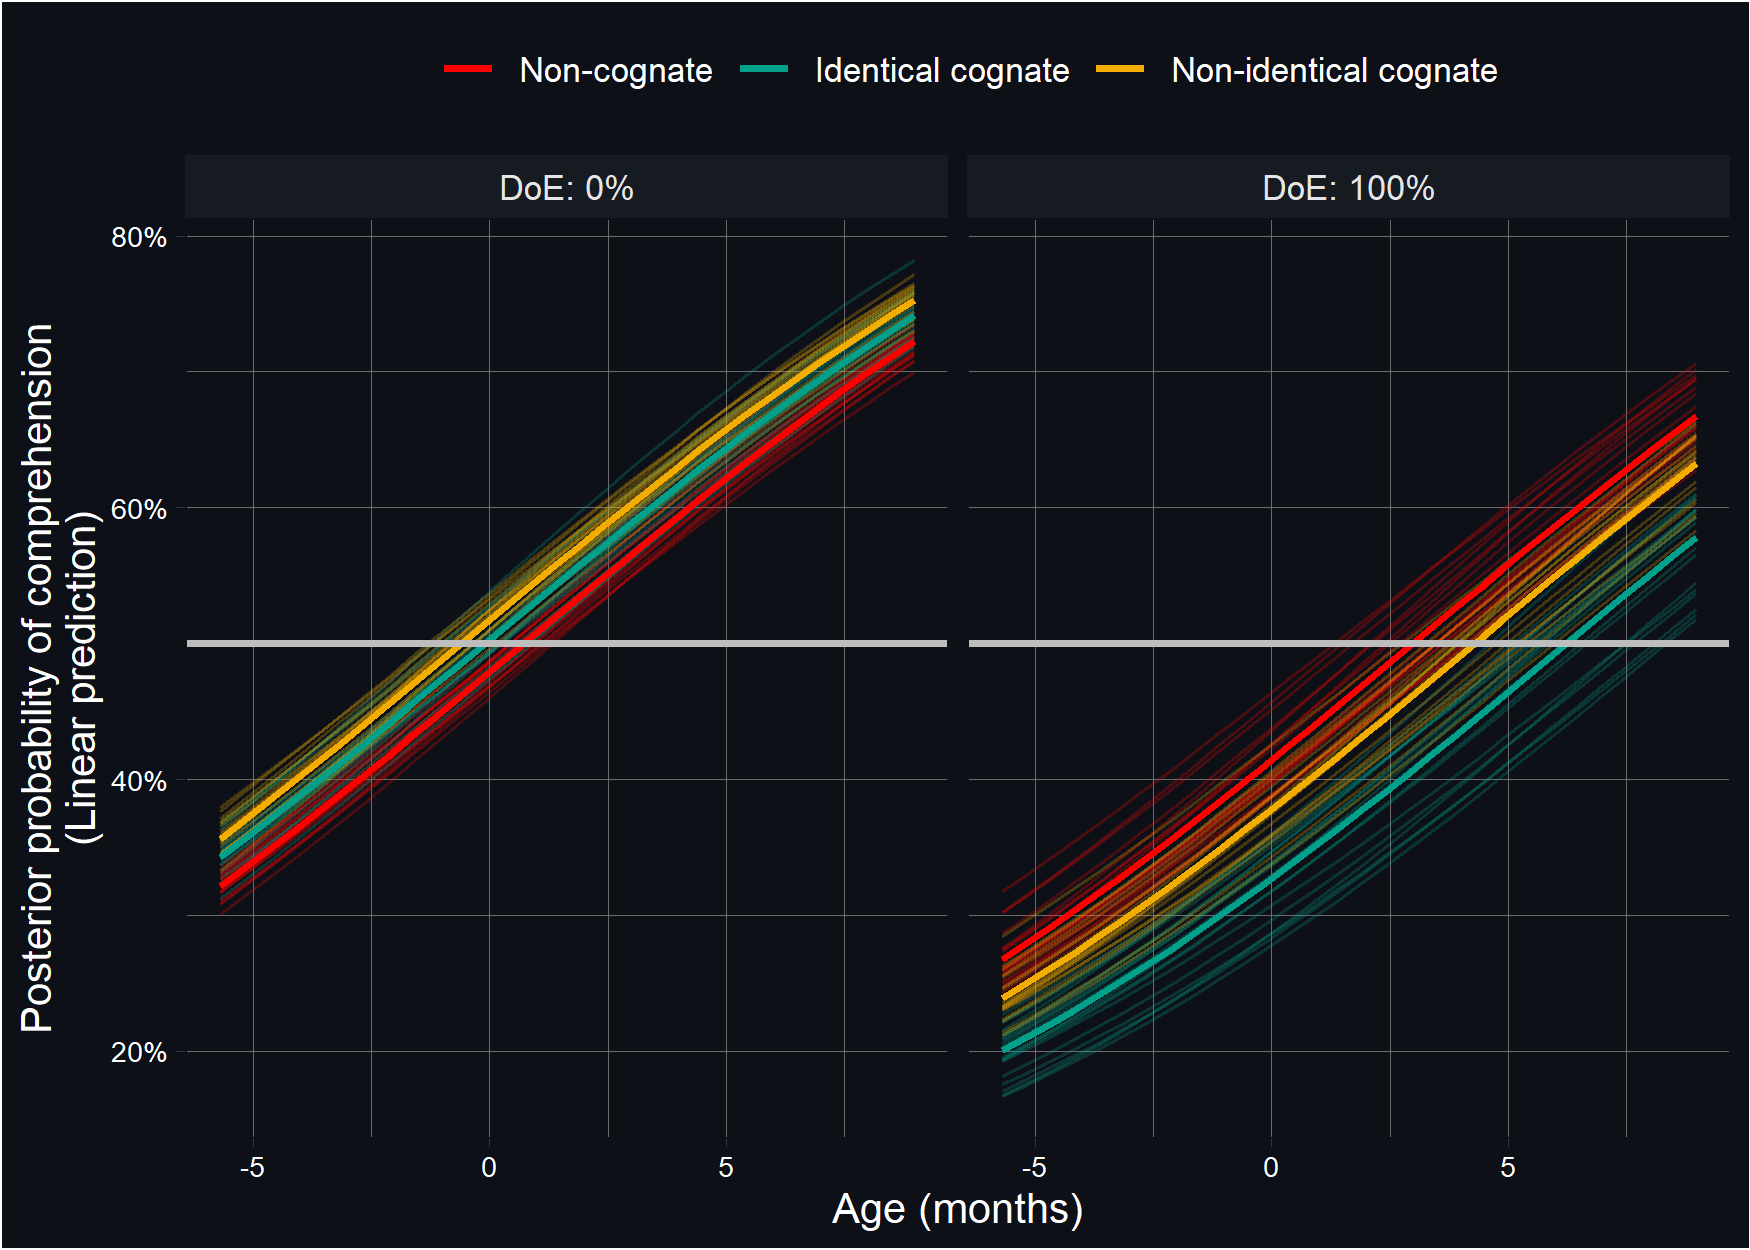 Non-cognate Identical cognate Non-identical cognate
DoE: 0% DoE: 100%
80%
60%
40%
20%
Posterior probability of comprehension
(Linear prediction)
-5 0 5 -5 0 5
Age (months)